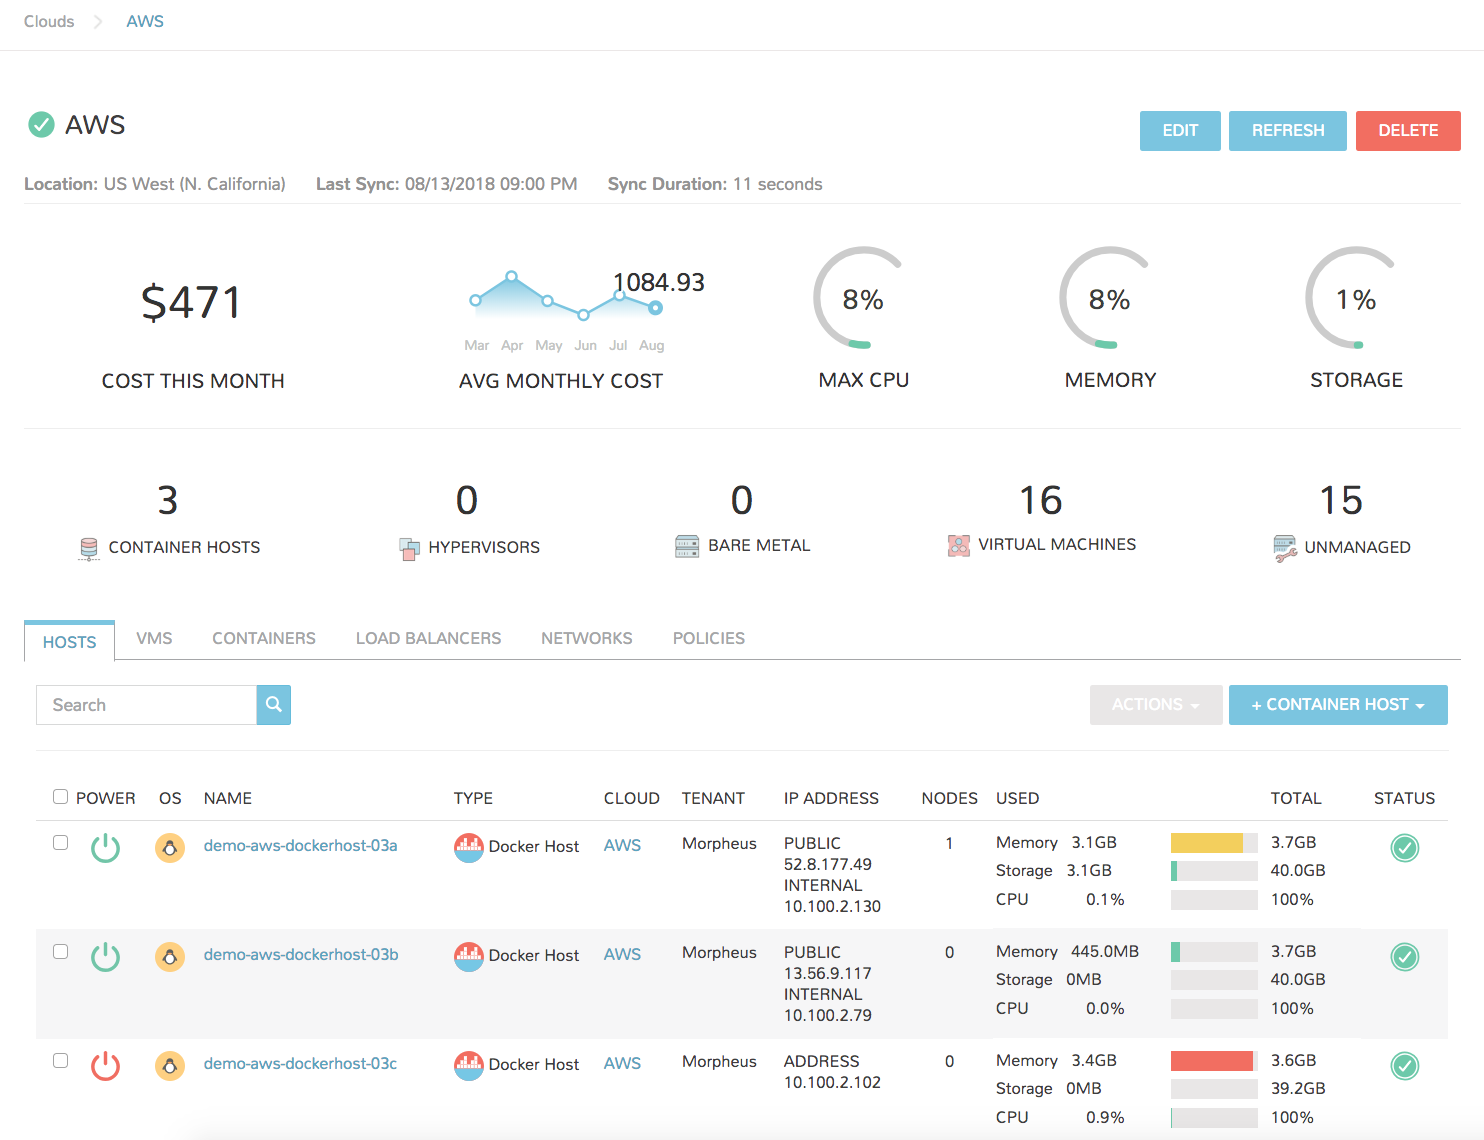 Clouds AWS
AWS
EDIT REFRESH DELETE
Location: US West (N. California) Last Sync: 08/13/2018 09:00 PM Sync Duration: 11 seconds
$471
COST THIS MONTH
1084.93
Mar Apr May Jun Jul Aug
AVG MONTHLY COST
8%
MAX CPU
8%
MEMORY
1%
STORAGE
3
CONTAINER HOSTS
0
HYPERVISORS
0
BARE METAL
16
VIRTUAL MACHINES
15
UNMANAGED
HOSTS VMS CONTAINERS LOAD BALANCERS NETWORKS POLICIES
Search
ACTIONS + CONTAINER HOST
POWER OS NAME TYPE CLOUD TENANT IP ADDRESS NODES USED TOTAL STATUS
demo-aws-dockerhost-03a Docker Host AWS Morpheus PUBLIC 1 Memory 3.1GB 3.7GB
52.8.177.49 Storage 3.1GB 40.0GB
INTERNAL CPU 0.1% 100%
10.100.2.130
demo-aws-dockerhost-03b Docker Host AWS Morpheus PUBLIC 0 Memory 445.0MB 3.7GB
13.56.9.117 Storage 0MB 40.0GB
INTERNAL CPU 0.0% 100%
10.100.2.79
demo-aws-dockerhost-03c Docker Host AWS Morpheus ADDRESS 0 Memory 3.4GB 3.6GB
10.100.2.102 Storage 0MB 39.2GB
CPU 0.9% 100%